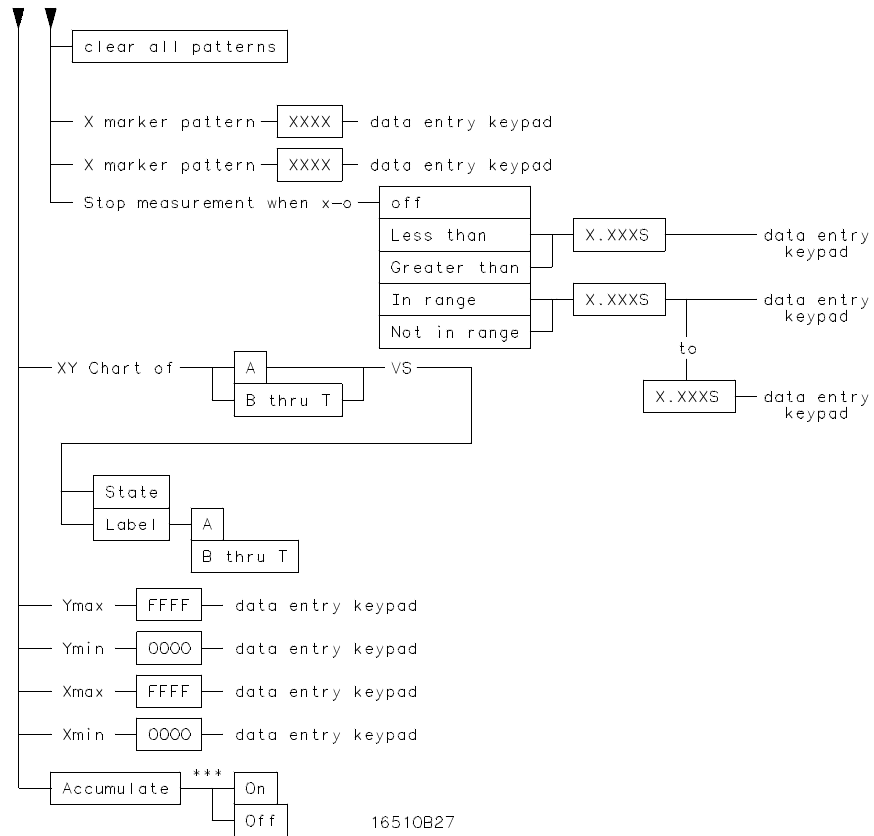 clear all patterns
X marker pattern XXXX data entry keypad
X marker pattern XXXX data entry keypad
Stop measurement when x-o off
Less than X.XXXS data entry keypad
Greater than
In range X.XXXS data entry keypad
Not in range
to
X.XXXS data entry keypad
XY Chart of A VS
B thru T
State
Label A
B thru T
Ymax FFFF data entry keypad
Ymin 0000 data entry keypad
Xmax FFFF data entry keypad
Xmin 0000 data entry keypad
Accumulate *** On
Off
16510B27